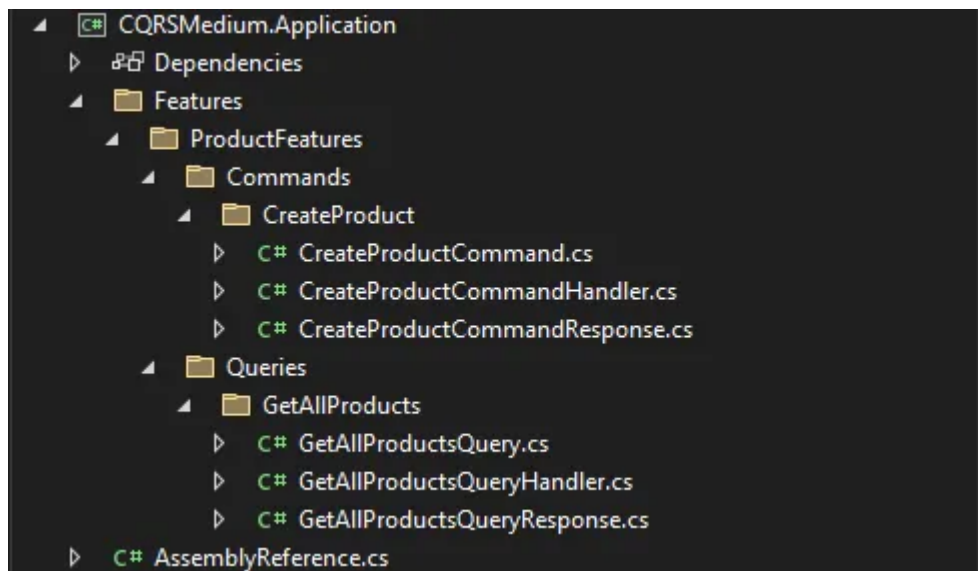 C# CQRSMedium.Application
Dependencies
Features
ProductFeatures
Commands
CreateProduct
C# CreateProductCommand.cs
C# CreateProductCommandHandler.cs
C# CreateProductCommandResponse.cs
Queries
GetAllProducts
C# GetAllProductsQuery.cs
C# GetAllProductsQueryHandler.cs
C# GetAllProductsQueryResponse.cs
C# AssemblyReference.cs